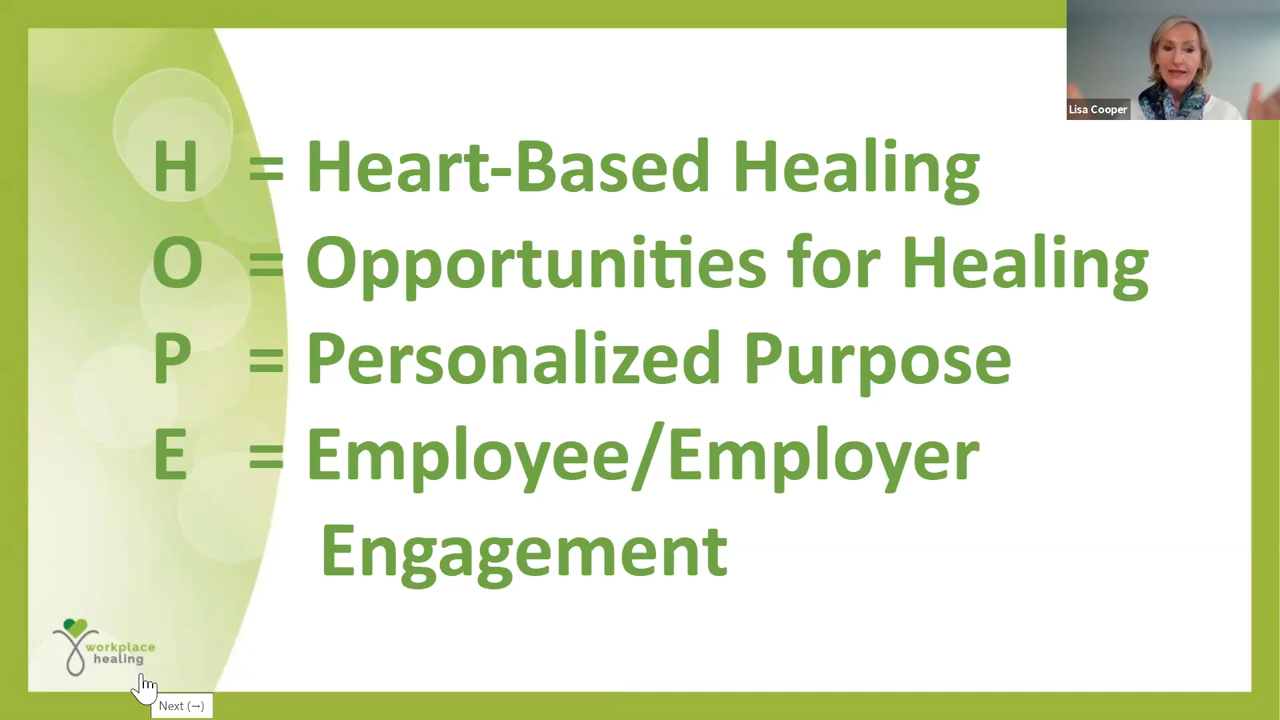 Lisa Cooper
H = Heart-Based Healing
O = Opportunities for Healing
P = Personalized Purpose
E = Employee/Employer
Engagement
workplace
healing
Next (→)